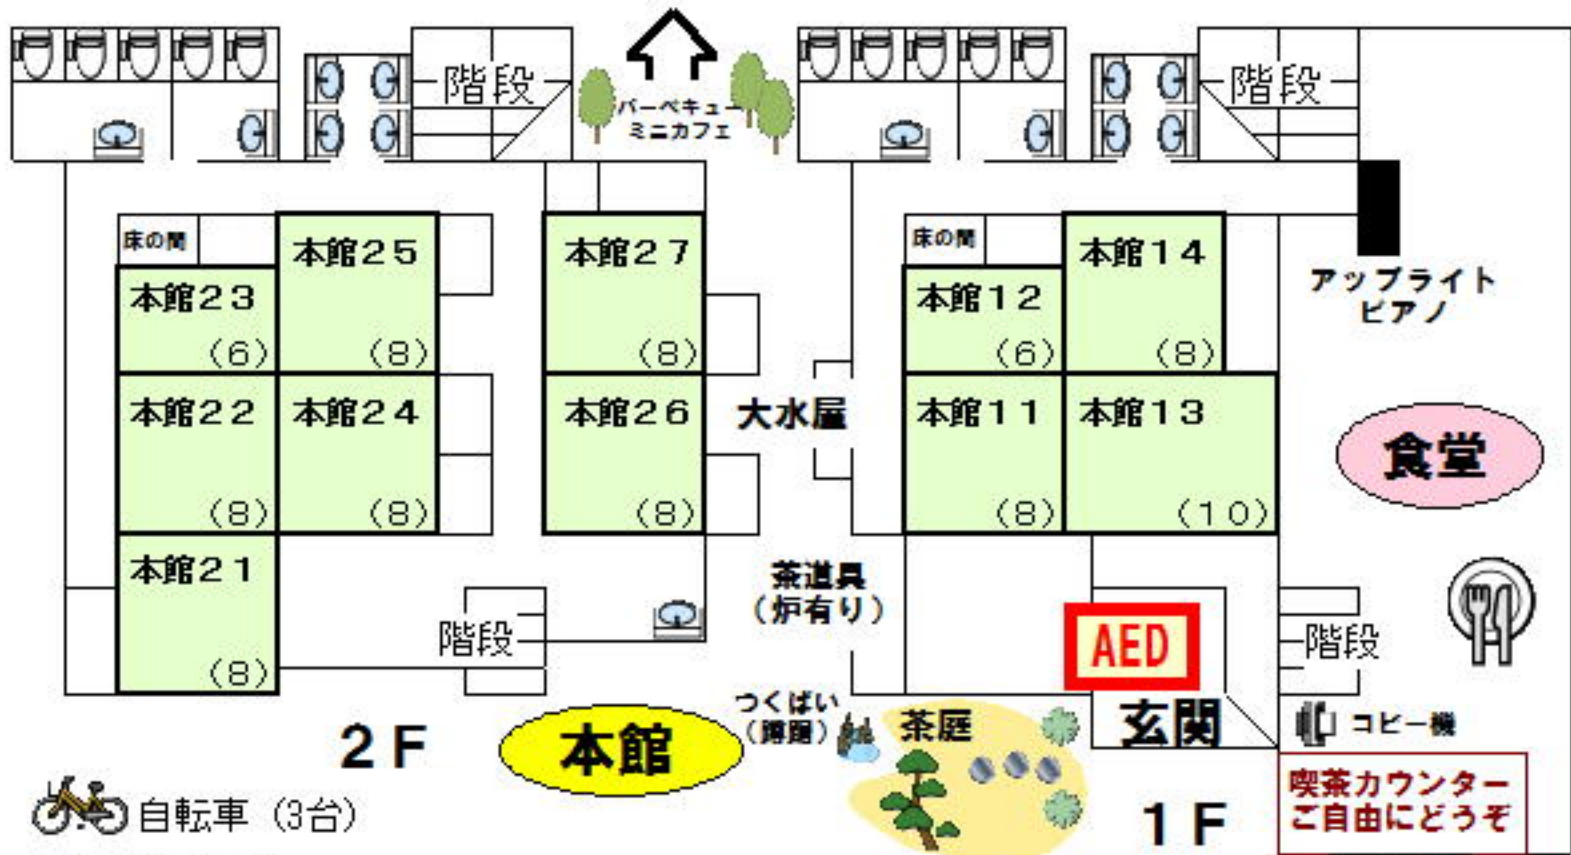 階段
バーベキュー
ミニカフェ
階段
床の間
本館25
(8)
本館27
(8)
床の間
本館14
(8)
本館23
(6)
本館12
(6)
アップライト
ピアノ
本館22
(8)
本館24
(8)
本館26
(8)
大水屋
本館11
(8)
本館13
(10)
食堂
本館21
(8)
階段
茶道具
(炉有り)
AED
階段
2F
本館
つくばい
(蹲踞)
茶庭
玄関
コピー機
自転車 (3台)
1F
喫茶カウンター
ご自由にどうぞ